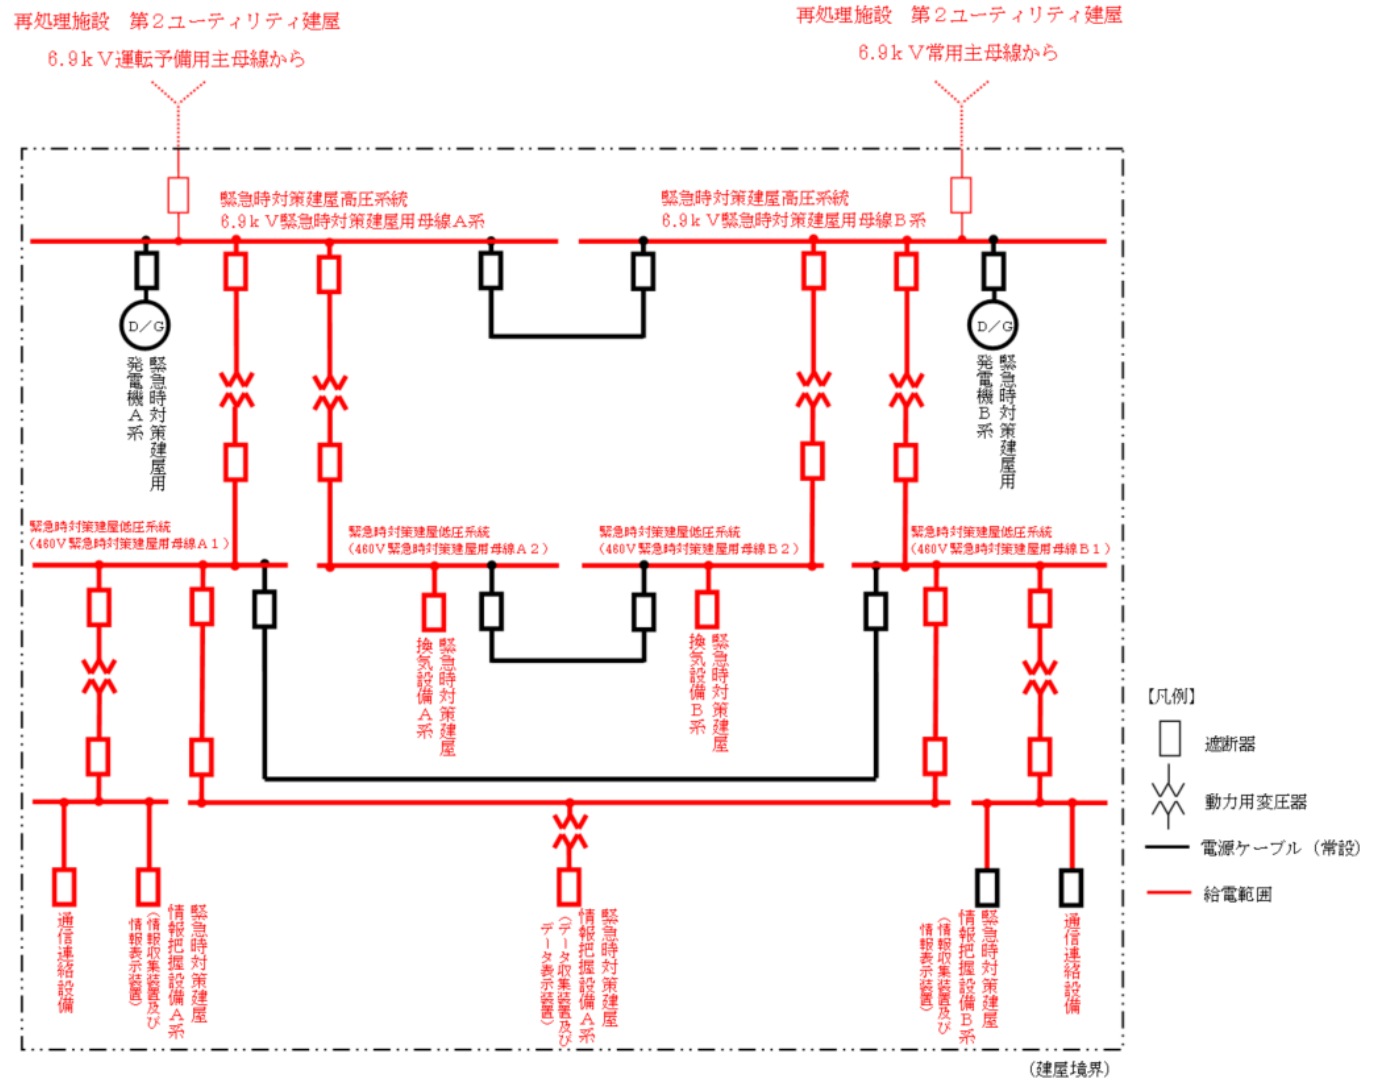 再処理施設　第２ユーティリティ建屋
6.9ｋＶ運転予備用主母線から
再処理施設　第２ユーティリティ建屋
6.9ｋＶ常用主母線から
緊急時対策建屋高圧系統
6.9ｋＶ緊急時対策建屋用母線Ａ系
緊急時対策建屋高圧系統
6.9ｋＶ緊急時対策建屋用母線Ｂ系
D／G
緊急時対策建屋用
発電機Ａ系
D／G
緊急時対策建屋用
発電機Ｂ系
緊急時対策建屋低圧系統
（460Ｖ緊急時対策建屋用母線Ａ１）
緊急時対策建屋低圧系統
（460Ｖ緊急時対策建屋用母線Ａ２）
緊急時対策建屋低圧系統
（460Ｖ緊急時対策建屋用母線Ｂ２）
緊急時対策建屋低圧系統
（460Ｖ緊急時対策建屋用母線Ｂ１）
緊急時対策建屋
換気設備Ａ系
緊急時対策建屋
換気設備Ｂ系
通信連絡設備
緊急時対策建屋
情報把握設備Ａ系
（情報収集装置及び
情報表示装置）
緊急時対策建屋
情報把握設備Ａ系
（データ収集装置及び
データ表示装置）
緊急時対策建屋
情報把握設備Ｂ系
（情報収集装置及び
情報表示装置）
通信連絡設備
【凡例】
遮断器
動力用変圧器
電源ケーブル（常設）
給電範囲
（建屋境界）